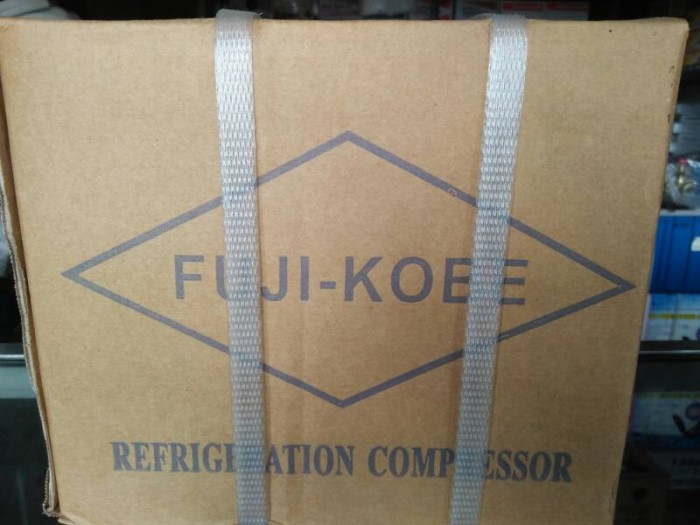 FUJI-KOBE
REFRIGERATION COMPRESSOR